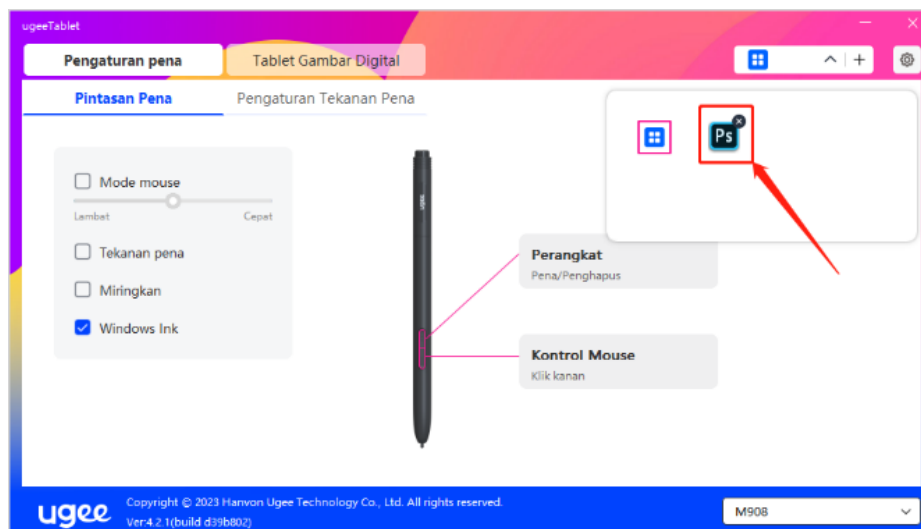 ugeeTablet
Pengaturan pena
Tablet Gambar Digital
Pintasan Pena
Pengaturan Tekanan Pena
Ps
Mode mouse
Lambat
Cepat
Tekanan pena
Miringkan
Windows Ink
ugee
Perangkat
Pena/Penghapus
Kontrol Mouse
Klik kanan
ugee
Copyright © 2023 Hanvon Ugee Technology Co., Ltd. All rights reserved.
Ver:4.2.1(build d39b802)
M908